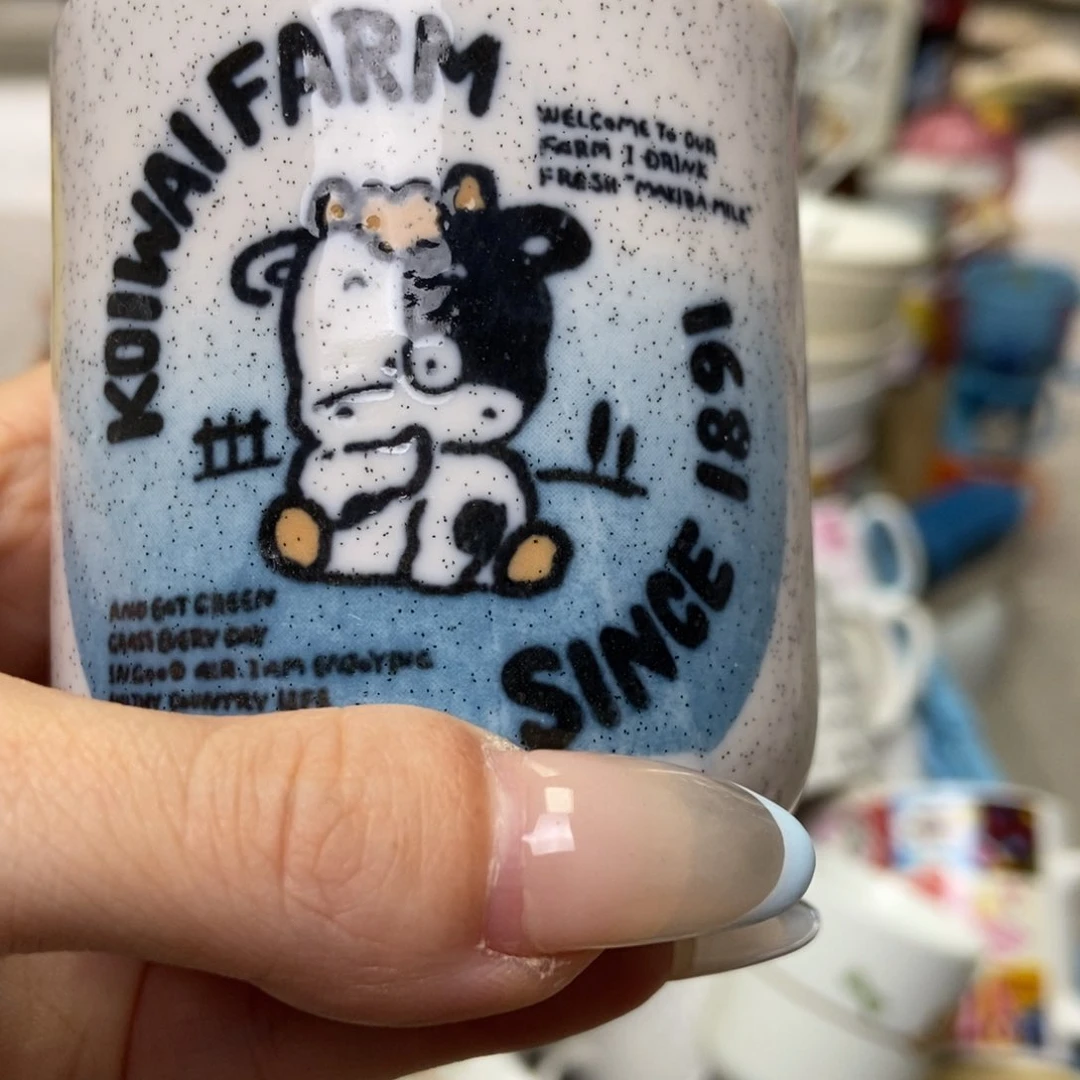 KOIWAI FARM
WELCOME TO OUR
FARM I DRINK
FRESH "MAKIBA MILK"
SINCE 1891
AND GOT GREEN
GRASS EVERY DAY
IN GOOD AIR. I AM ENJOYING
COUNTRY LIFE